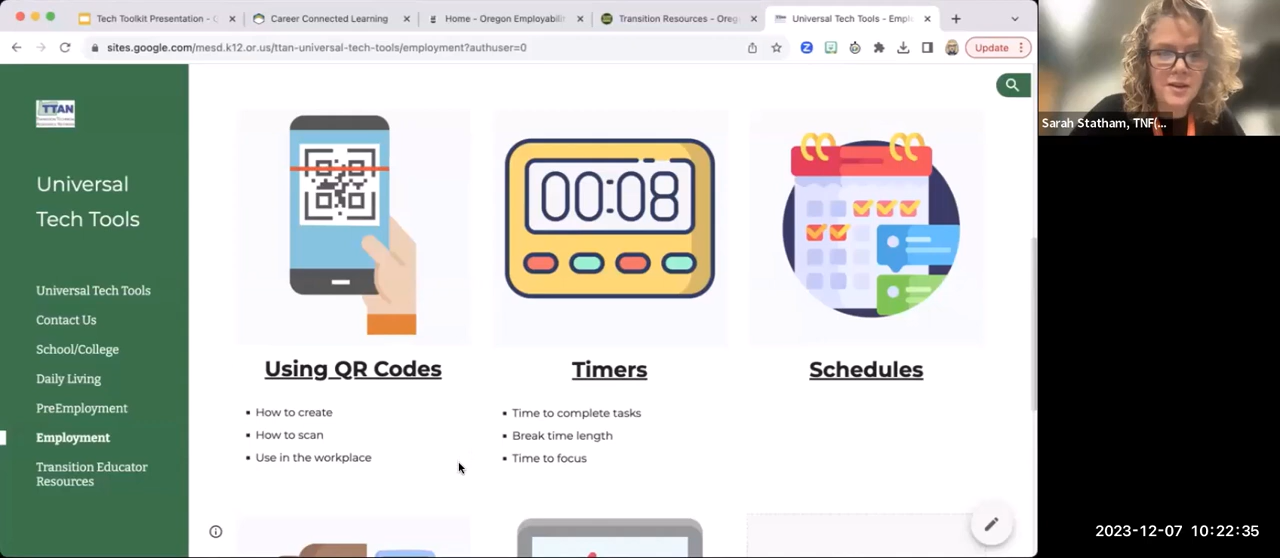 Tech Toolkit Presentation - G
Career Connected Learning
Home - Oregon Employabili
Transition Resources - Oreg
Universal Tech Tools - Empl
sites.google.com/mesd.k12.or.us/ttan-universal-tech-tools/employment?authuser=0
Update
Sarah Statham, TNF(...
TTAN
Universal
Tech Tools
Universal Tech Tools
Contact Us
School/College
Daily Living
PreEmployment
Employment
Transition Educator
Resources
00:08
Using QR Codes
▪ How to create
▪ How to scan
▪ Use in the workplace
Timers
▪ Time to complete tasks
▪ Break time length
▪ Time to focus
Schedules
2023-12-07 10:22:35